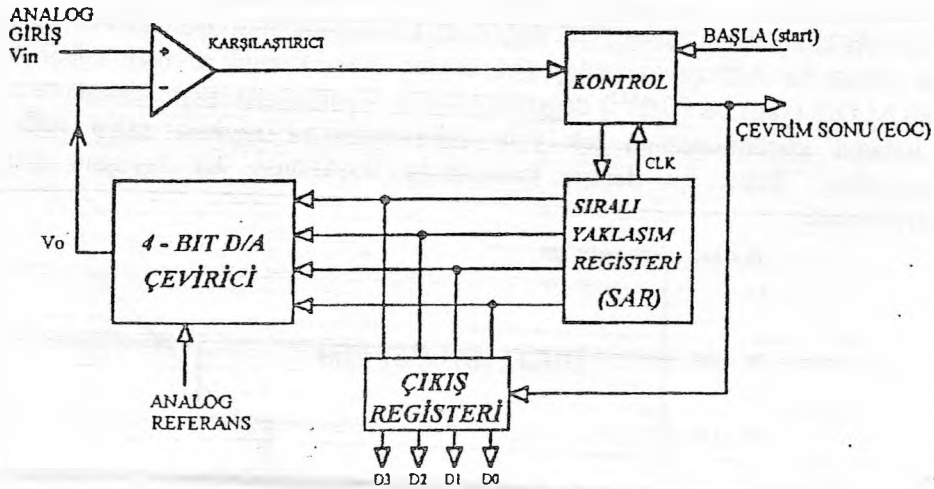 ANALOG
GİRİŞ
Vin
+
-
KARŞILAŞTIRICI
KONTROL
BAŞLA (start)
ÇEVRİM SONU (EOC)
CLK
SIRALI
YAKLAŞIM
REGİSTERİ
(SAR)
4 - BIT D/A
ÇEVİRİCİ
Vo
ANALOG
REFERANS
ÇIKIŞ
REGİSTERİ
D3 D2 D1 D0